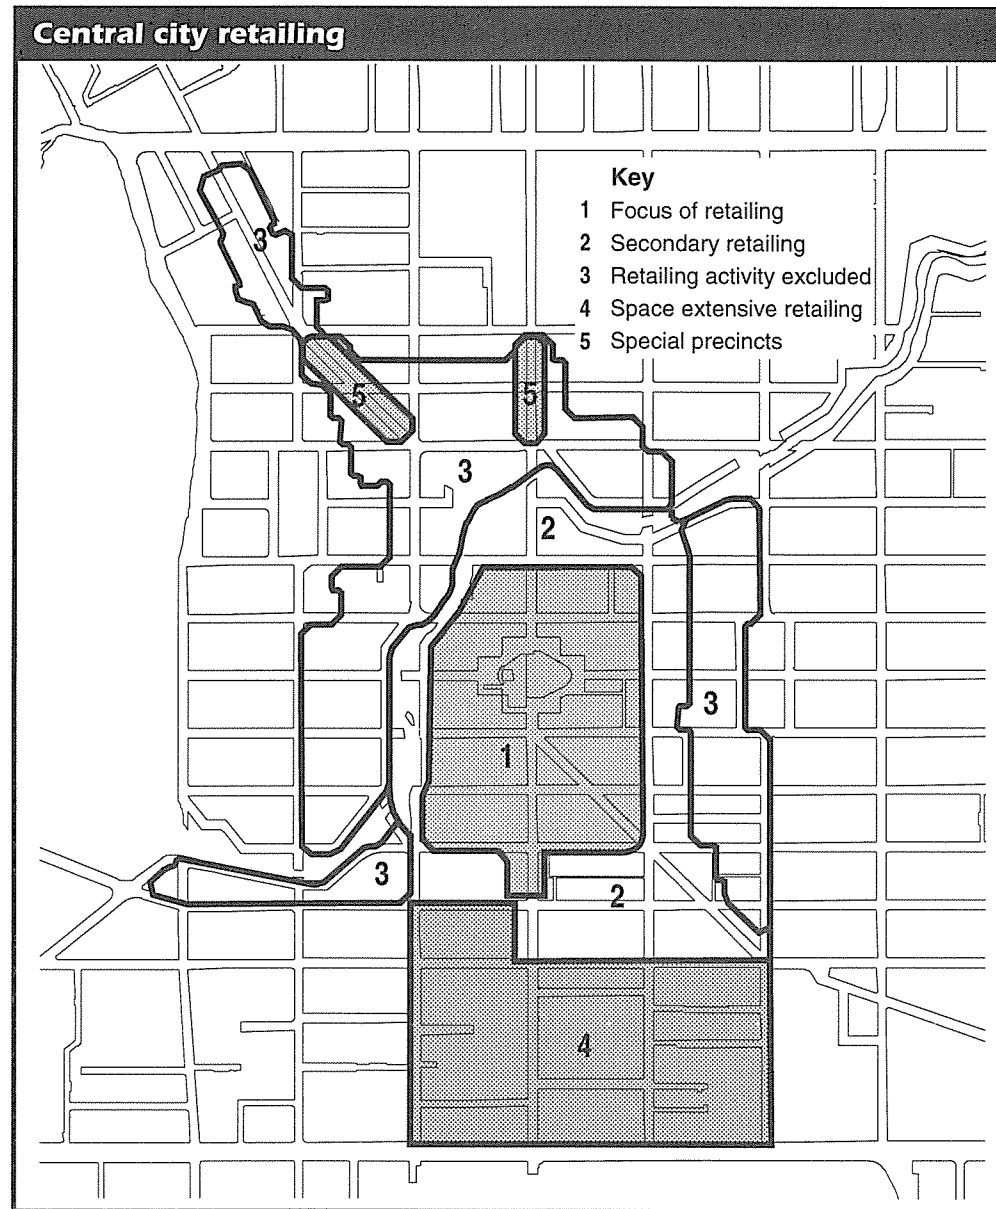 Central city retailing
Key
1 Focus of retailing
2 Secondary retailing
3 Retailing activity excluded
4 Space extensive retailing
5 Special precincts
3
5
5
3
2
3
1
3
2
4